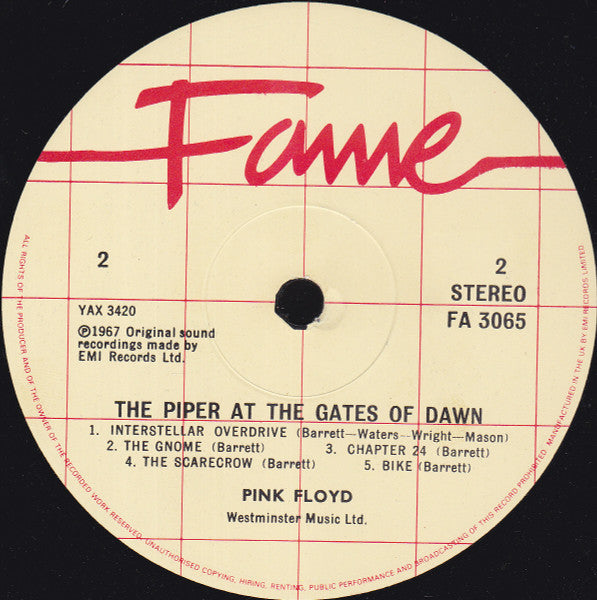 Fame
2
2
STEREO
FA 3065
YAX 3420
Ⓟ1967 Original sound
recordings made by
EMI Records Ltd.
THE PIPER AT THE GATES OF DAWN
1. INTERSTELLAR OVERDRIVE (Barrett—Waters—Wright—Mason)
2. THE GNOME (Barrett) 3. CHAPTER 24 (Barrett)
4. THE SCARECROW (Barrett) 5. BIKE (Barrett)
PINK FLOYD
Westminster Music Ltd.
ALL RIGHTS OF THE PRODUCER AND OF THE OWNER OF THE RECORDED WORK RESERVED. UNAUTHORISED COPYING, HIRING, RENTING, PUBLIC PERFORMANCE AND BROADCASTING OF THIS RECORD PROHIBITED. MANUFACTURED IN THE UK BY EMI RECORDS LIMITED.